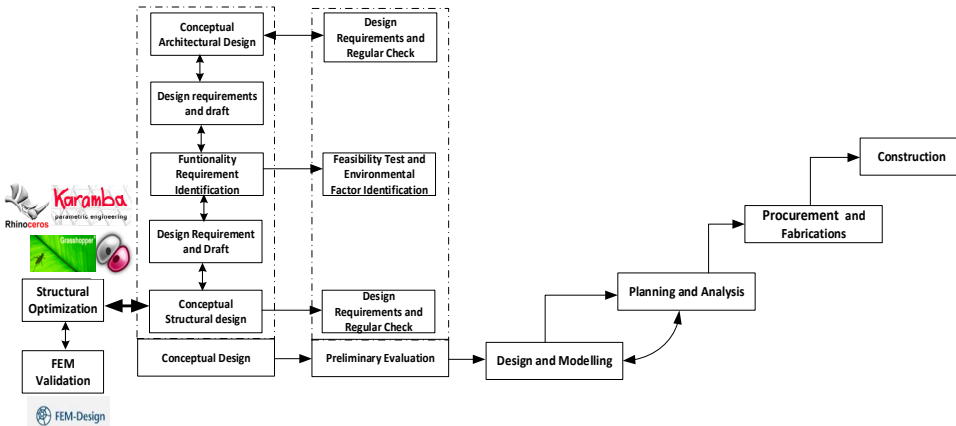 Conceptual
Architectural Design
Design
Requirements and
Regular Check
Design requirements
and draft
Funtionality
Requirement
Identification
Feasibility Test and
Environmental
Factor Identification
Construction
Karamba
parametric engineering
Rhinoceros
Procurement and
Fabrications
Design Requirement
and Draft
Grasshopper
Structural
Optimization
Conceptual
Structural design
Design
Requirements and
Regular Check
Planning and Analysis
FEM
Validation
Conceptual Design
Preliminary Evaluation
Design and Modelling
FEM-Design